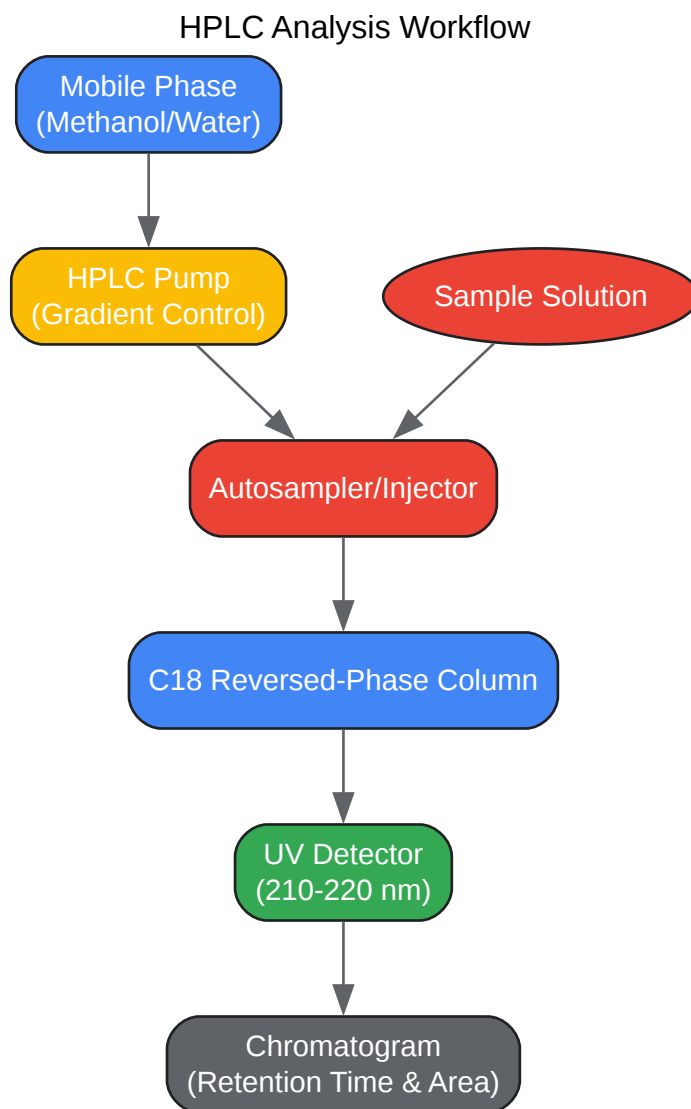 HPLC Analysis Workflow
Mobile Phase
(Methanol/Water)
HPLC Pump
(Gradient Control)
Sample Solution
Autosampler/Injector
C18 Reversed-Phase Column
UV Detector
(210-220 nm)
Chromatogram
(Retention Time & Area)